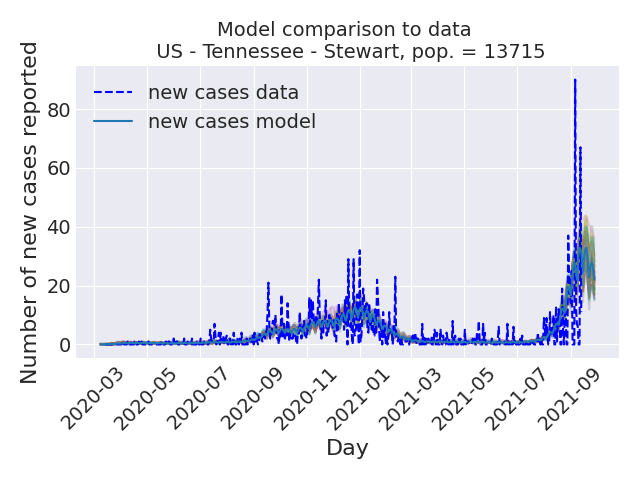 Model comparison to data
US - Tennessee - Stewart, pop. = 13715
Number of new cases reported
new cases data
new cases model
80
60
40
20
0
2020-03
2020-05
2020-07
2020-09
2020-11
2021-01
2021-03
2021-05
2021-07
2021-09
Day